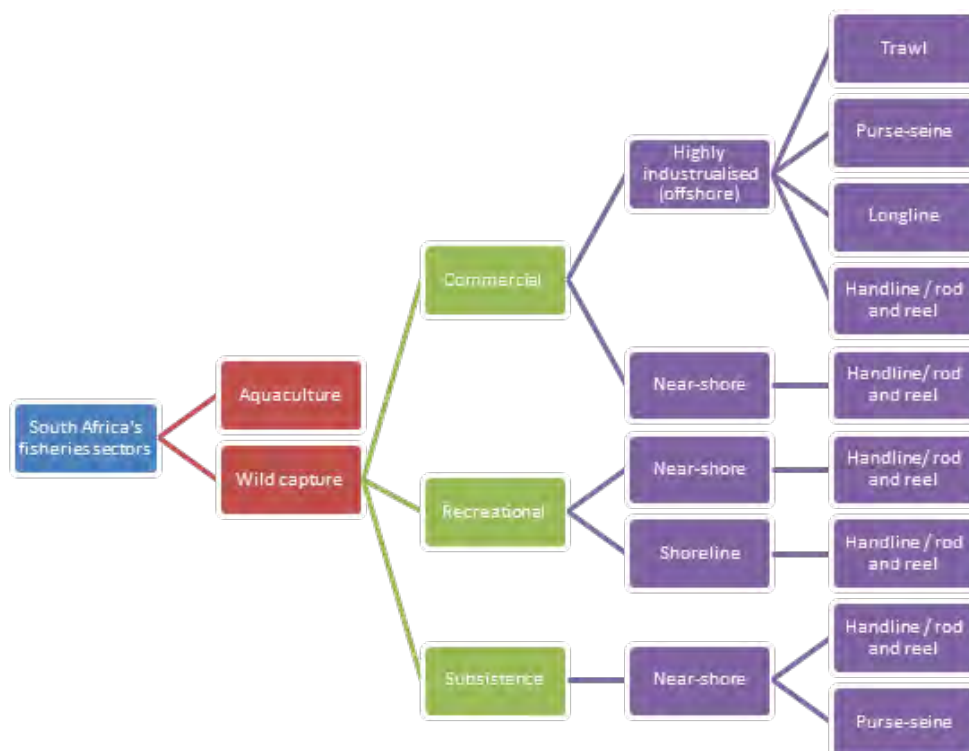 South Africa's
fisheries sectors
Aquaculture
Wild capture
Commercial
Recreational
Subsistence
Highly
industrualised
(offshore)
Near-shore
Near-shore
Shoreline
Near-shore
Trawl
Purse-seine
Longline
Handline / rod
and reel
Handline/ rod
and reel
Handline/ rod
and reel
Handline / rod
and reel
Handline / rod
and reel
Purse-seine